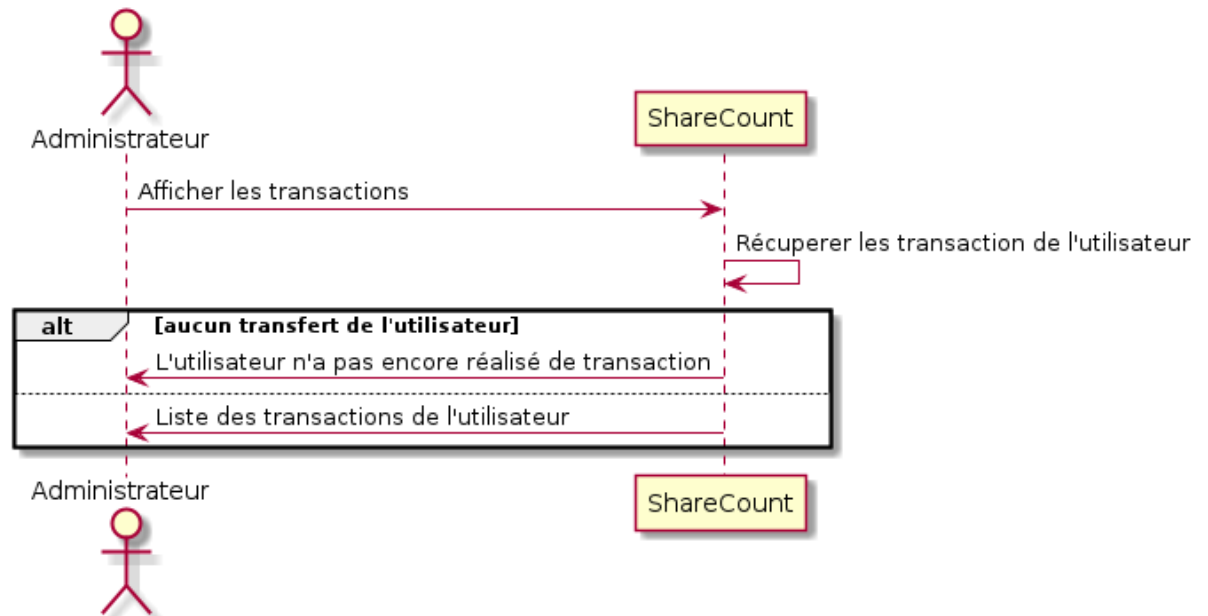 Administrateur
ShareCount
Afficher les transactions
Récuperer les transaction de l'utilisateur
alt [aucun transfert de l'utilisateur]
L'utilisateur n'a pas encore réalisé de transaction
Liste des transactions de l'utilisateur
Administrateur
ShareCount